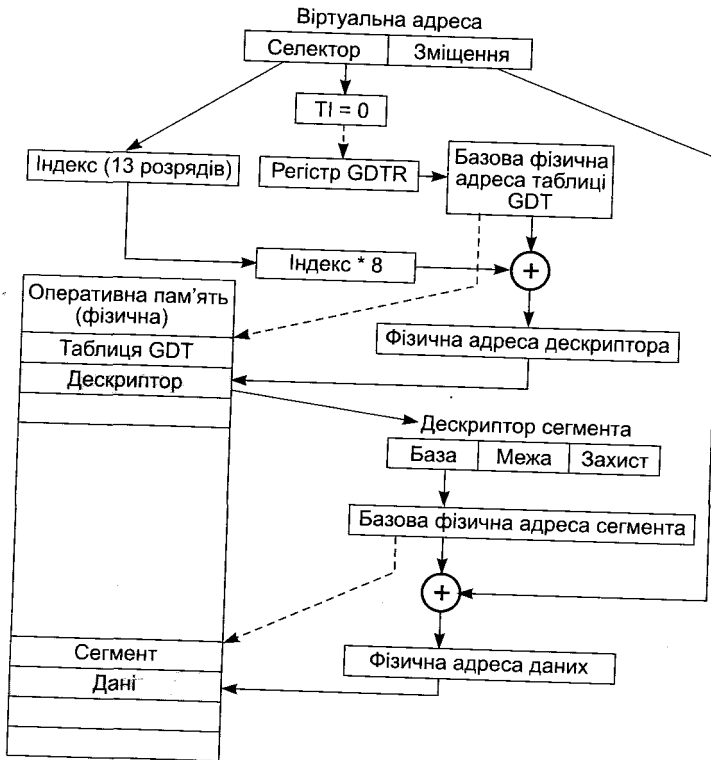 Віртуальна адреса
Селектор
Зміщення
TI = 0
Індекс (13 розрядів)
Регістр GDTR
Базова фізична
адреса таблиці
GDT
Індекс * 8
+
Оперативна пам'ять
(фізична)
Таблиця GDT
Фізична адреса дескриптора
Дескриптор
Дескриптор сегмента
База
Межа
Захист
Базова фізична адреса сегмента
+
Сегмент
Фізична адреса даних
Дані